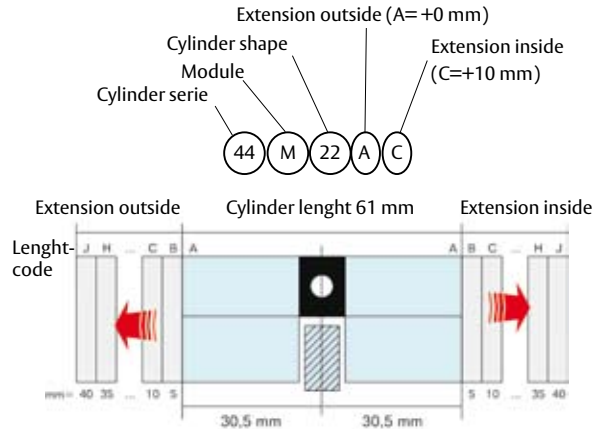 Extension outside (A= +0 mm)
Cylinder shape
Extension inside
(C=+10 mm)
Module
Cylinder serie
44 M 22 A C
Extension outside Cylinder lenght 61 mm Extension inside
Lenght-
code
J H ... C B A A B C ... H J
mm= 40 35 ... 10 5 5 10 ... 35 40
30,5 mm 30,5 mm